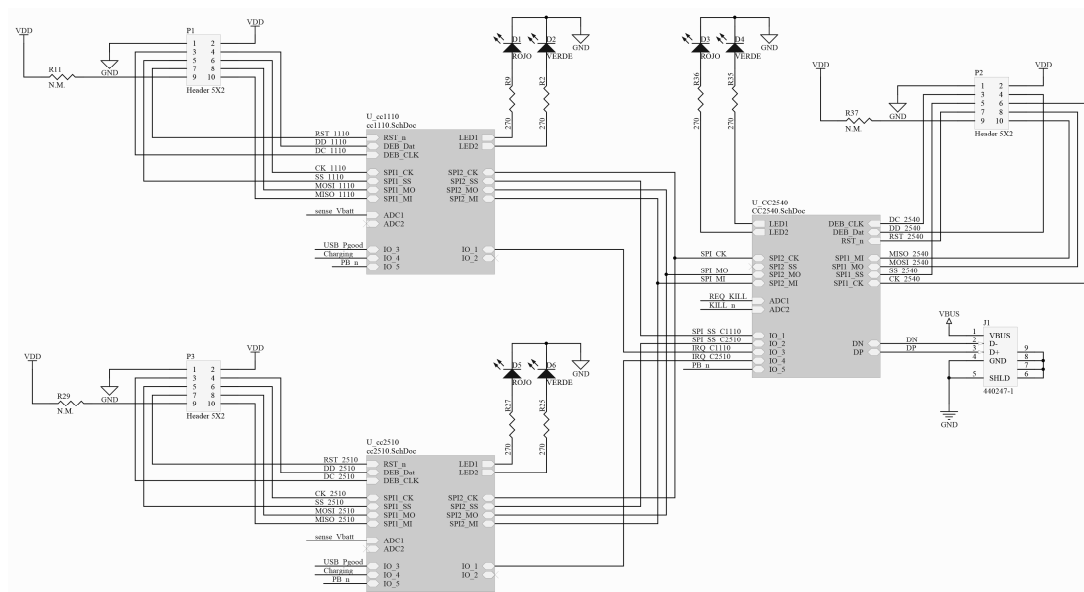 VDD
P1
VDD
1 2
3 4
5 6
7 8
9 10
Header 5X2
GND
R11
N.M.
D1
ROJO
D2
VERDE
GND
R9
270
R2
270
U_cc1110
cc1110.SchDoc
RST_1110
DD_1110
DC_1110
CK_1110
SS_1110
MOSI_1110
MISO_1110
sense_Vbatt
USB_Pgood
Charging
PB_n
RST_n
DEB_Dat
DEB_CLK
SPI1_CK
SPI1_SS
SPI1_MO
SPI1_MI
ADC1
ADC2
IO_3
IO_4
IO_5
LED1
LED2
SPI2_CK
SPI2_SS
SPI2_MO
SPI2_MI
IO_1
IO_2
D3
ROJO
D4
VERDE
GND
R36
270
R35
270
VDD
P2
VDD
1 2
3 4
5 6
7 8
9 10
Header 5X2
GND
R37
N.M.
U_CC2540
CC2540.SchDoc
SPI_CK
SPI_MO
SPI_MI
REQ_KILL
KILL_n
SPI_SS_C1110
SPI_SS_C2510
IRQ_C1110
IRQ_C2510
PB_n
LED1
LED2
SPI2_CK
SPI2_SS
SPI2_MO
SPI2_MI
ADC1
ADC2
IO_1
IO_2
IO_3
IO_4
IO_5
DEB_CLK
DEB_Dat
RST_n
SPI1_MI
SPI1_MO
SPI1_SS
SPI1_CK
DN
DP
DC_2540
DD_2540
RST_2540
MISO_2540
MOSI_2540
SS_2540
CK_2540
DN
DP
VBUS
J1
1 VBUS
2 D-
3 D+ 9
4 GND 8
7
5 SHLD 6
440247-1
GND
VDD
P3
VDD
1 2
3 4
5 6
7 8
9 10
Header 5X2
GND
R29
N.M.
D5
ROJO
D6
VERDE
GND
R27
270
R25
270
U_cc2510
cc2510.SchDoc
RST_2510
DD_2510
DC_2510
CK_2510
SS_2510
MOSI_2510
MISO_2510
sense_Vbatt
USB_Pgood
Charging
PB_n
RST_n
DEB_Dat
DEB_CLK
SPI1_CK
SPI1_SS
SPI1_MO
SPI1_MI
ADC1
ADC2
IO_3
IO_4
IO_5
LED1
LED2
SPI2_CK
SPI2_SS
SPI2_MO
SPI2_MI
IO_1
IO_2